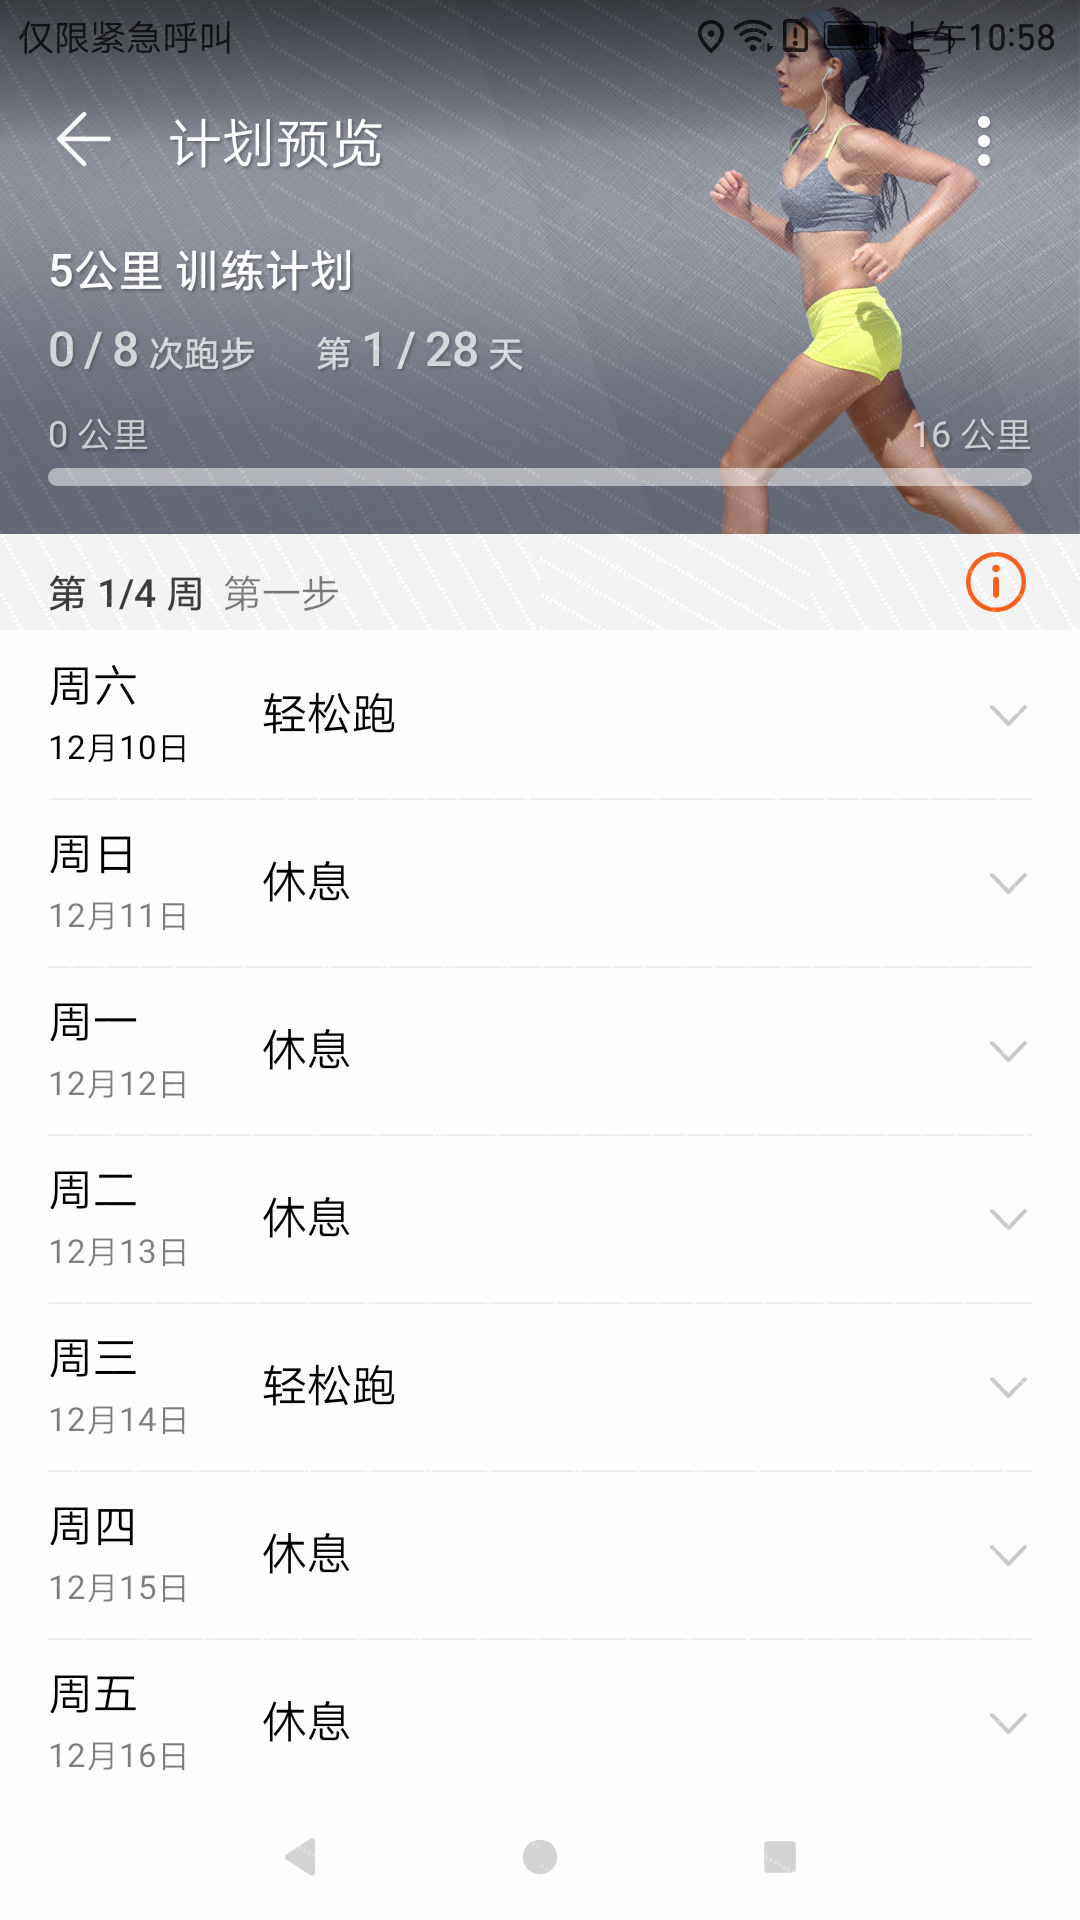 仅限紧急呼叫 上午10:58
计划预览
5公里 训练计划
0 / 8 次跑步 第 1 / 28 天
0 公里 16 公里
第 1/4 周 第一步
周六
轻松跑
12月10日
周日
休息
12月11日
周一
休息
12月12日
周二
休息
12月13日
周三
轻松跑
12月14日
周四
休息
12月15日
周五
休息
12月16日